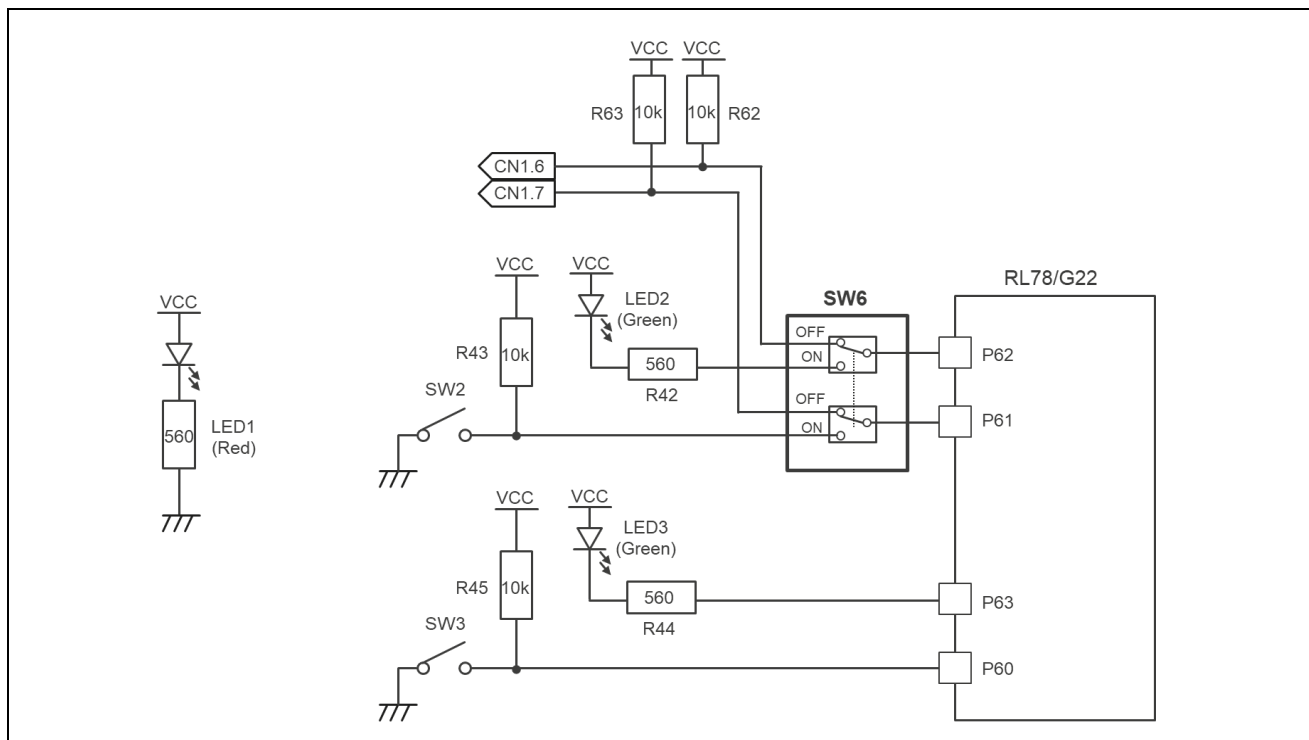 VCC VCC
R63 10k 10k R62
CN1.6
CN1.7
RL78/G22
VCC VCC
LED2
(Green)
SW6
VCC
OFF
P62
R43 10k
ON
560
R42
SW2
OFF
P61
ON
560 LED1
(Red)
VCC VCC
LED3
(Green)
R45 10k
560
P63
R44
SW3
P60